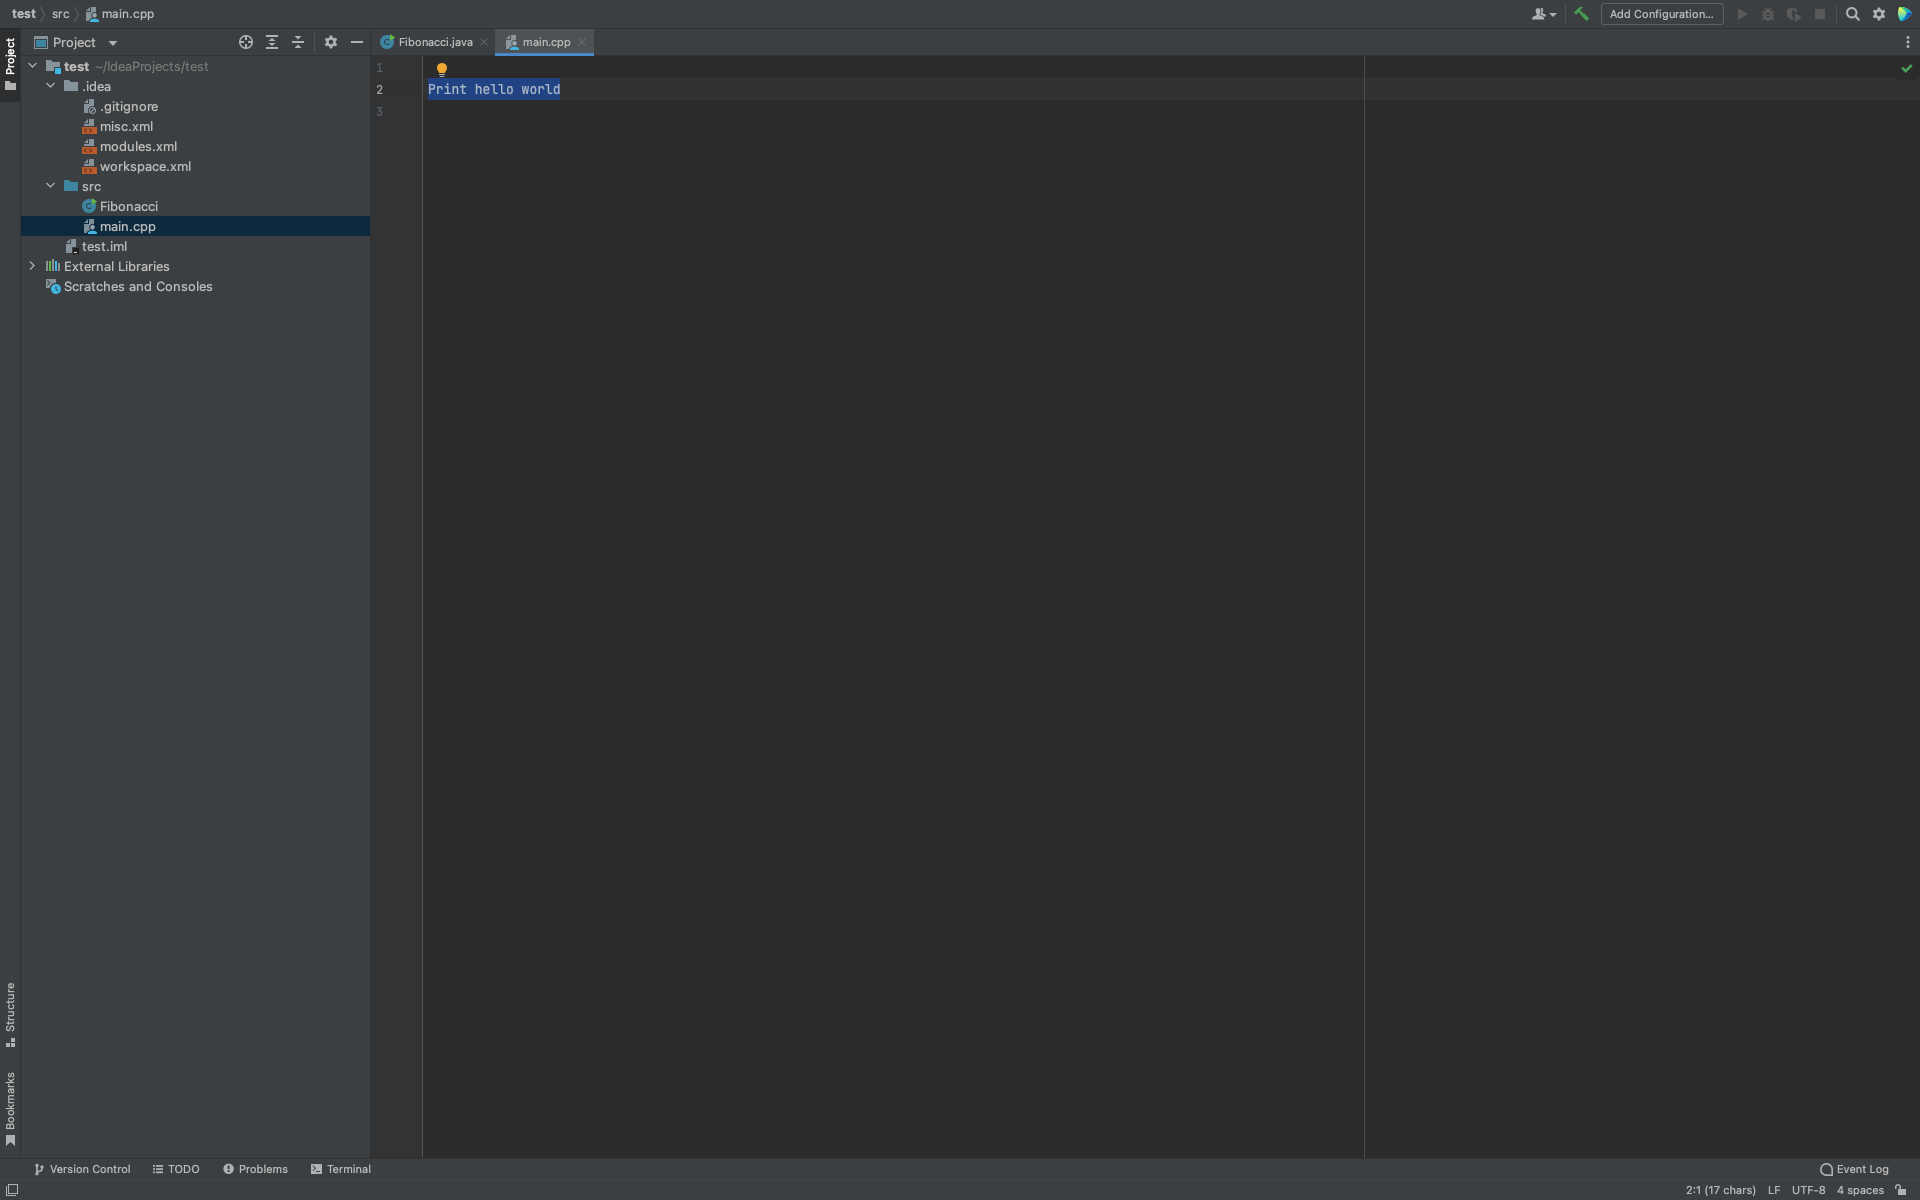 test src main.cpp
Add Configuration...
Project
Project
Fibonacci.java
main.cpp
test ~/IdeaProjects/test
.idea
.gitignore
misc.xml
modules.xml
workspace.xml
src
Fibonacci
main.cpp
test.iml
External Libraries
Scratches and Consoles
1
2 Print hello world
3
Structure
Bookmarks
Version Control
TODO
Problems
Terminal
Event Log
2:1 (17 chars) LF UTF-8 4 spaces